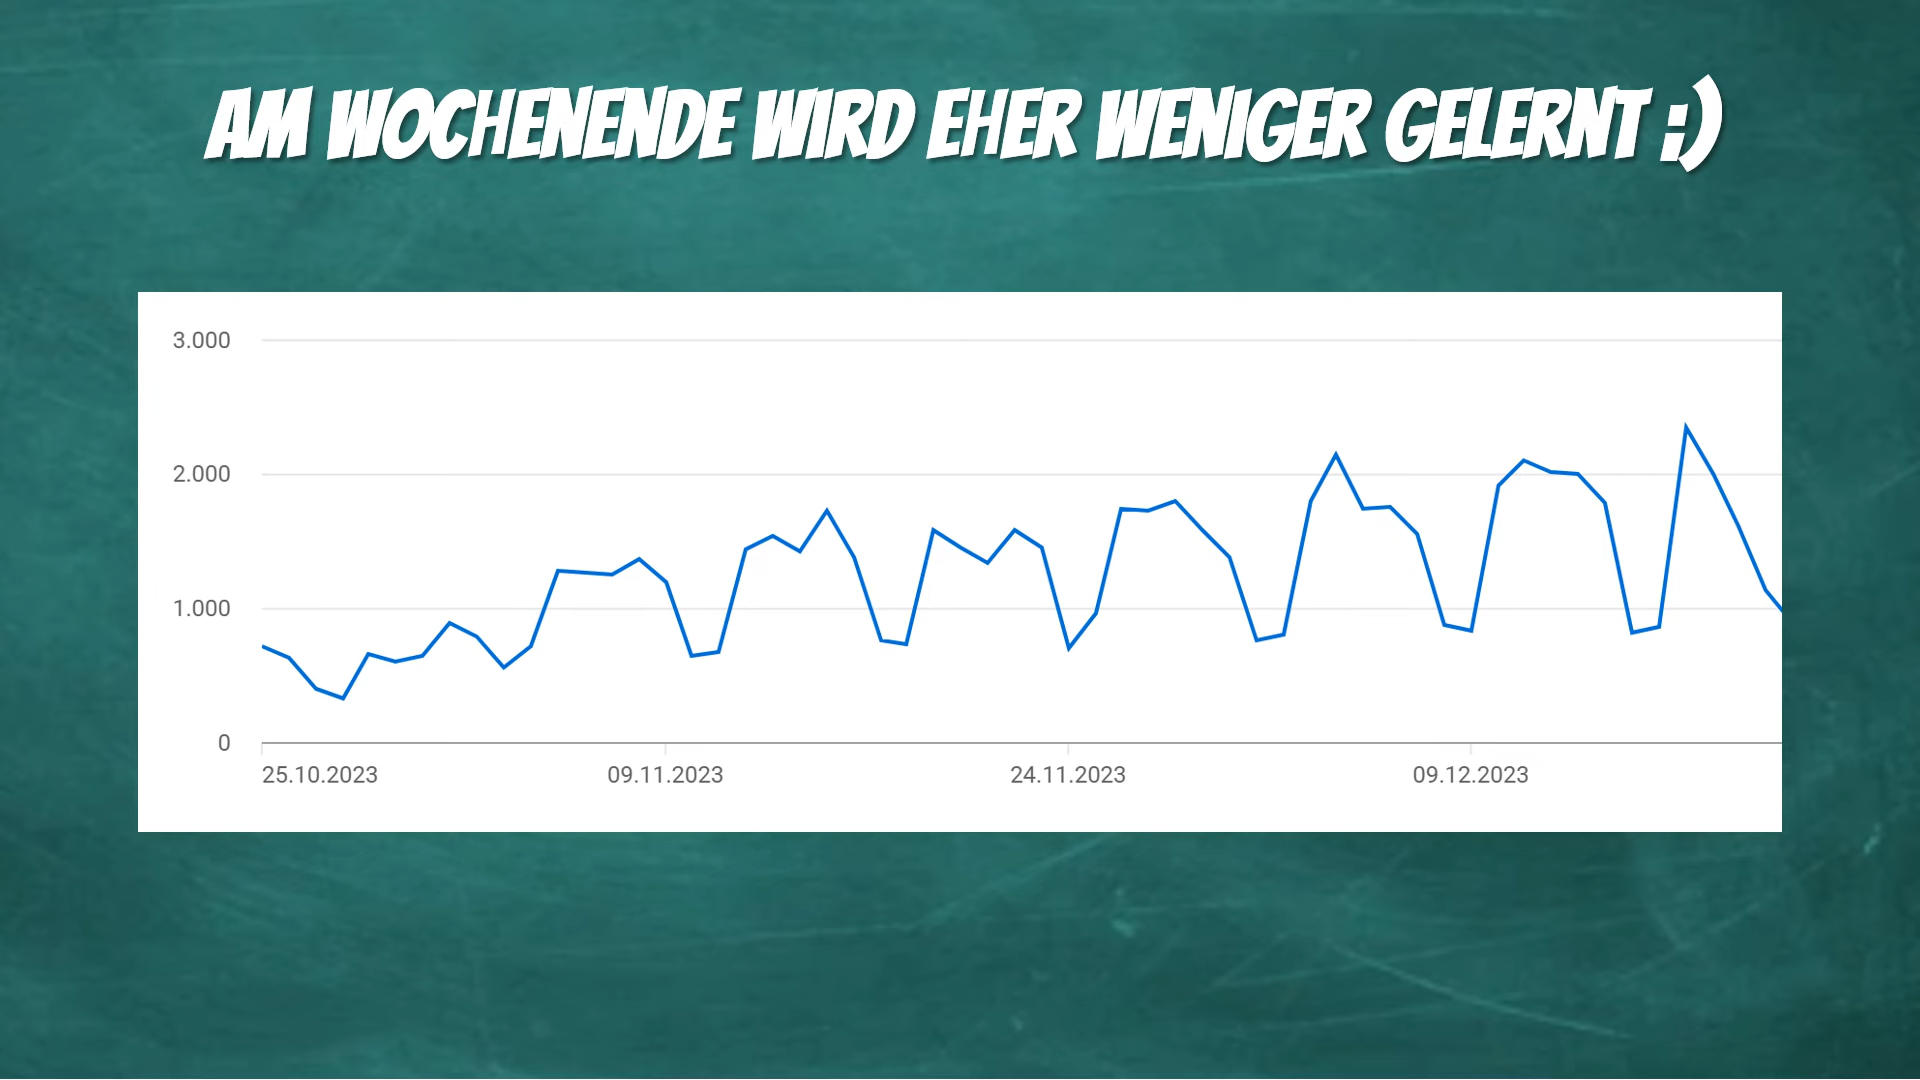 AM WOCHENENDE WIRD EHER WENIGER GELERNT ;)
3.000
2.000
1.000
0
25.10.2023 09.11.2023 24.11.2023 09.12.2023